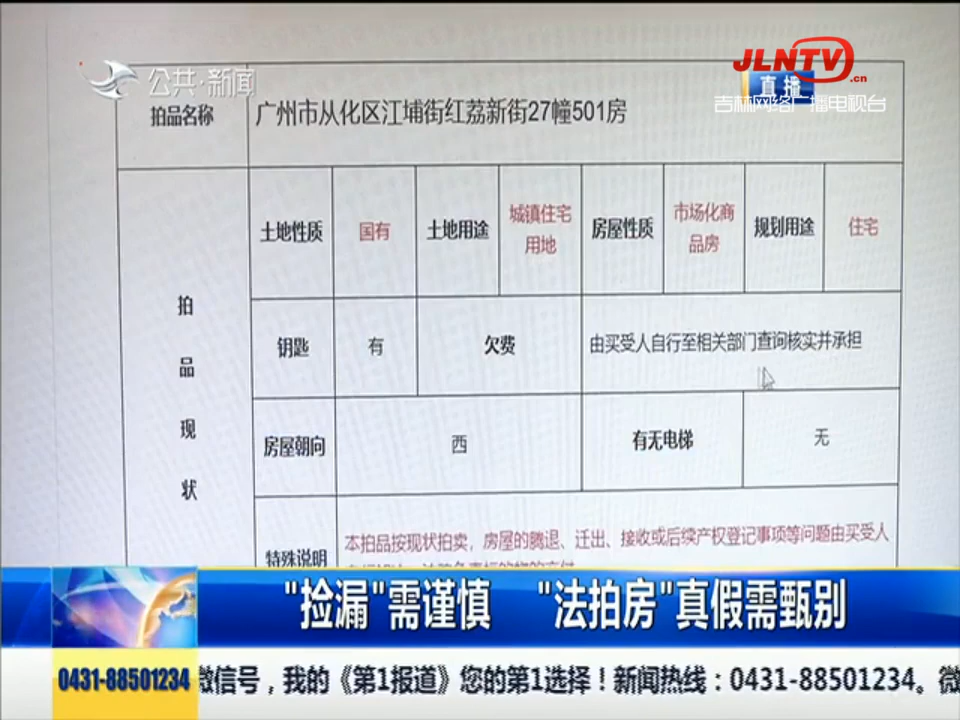 JLNTV.cn
公共·新闻
直播
吉林网络广播电视台
拍品名称
广州市从化区江埔街红荔新街27幢501房
拍品现状
土地性质
国有
土地用途
城镇住宅
用地
房屋性质
市场化商
品房
规划用途
住宅
钥匙
有
欠费
由买受人自行至相关部门查询核实并承担
房屋朝向
西
有无电梯
无
特殊说明
本拍品按现状拍卖，房屋的腾退、迁出、接收或后续产权登记事项等问题由买受人
"捡漏"需谨慎 "法拍房"真假需甄别
0431-88501234
微信号，我的《第1报道》您的第1选择！新闻热线：0431-88501234。微